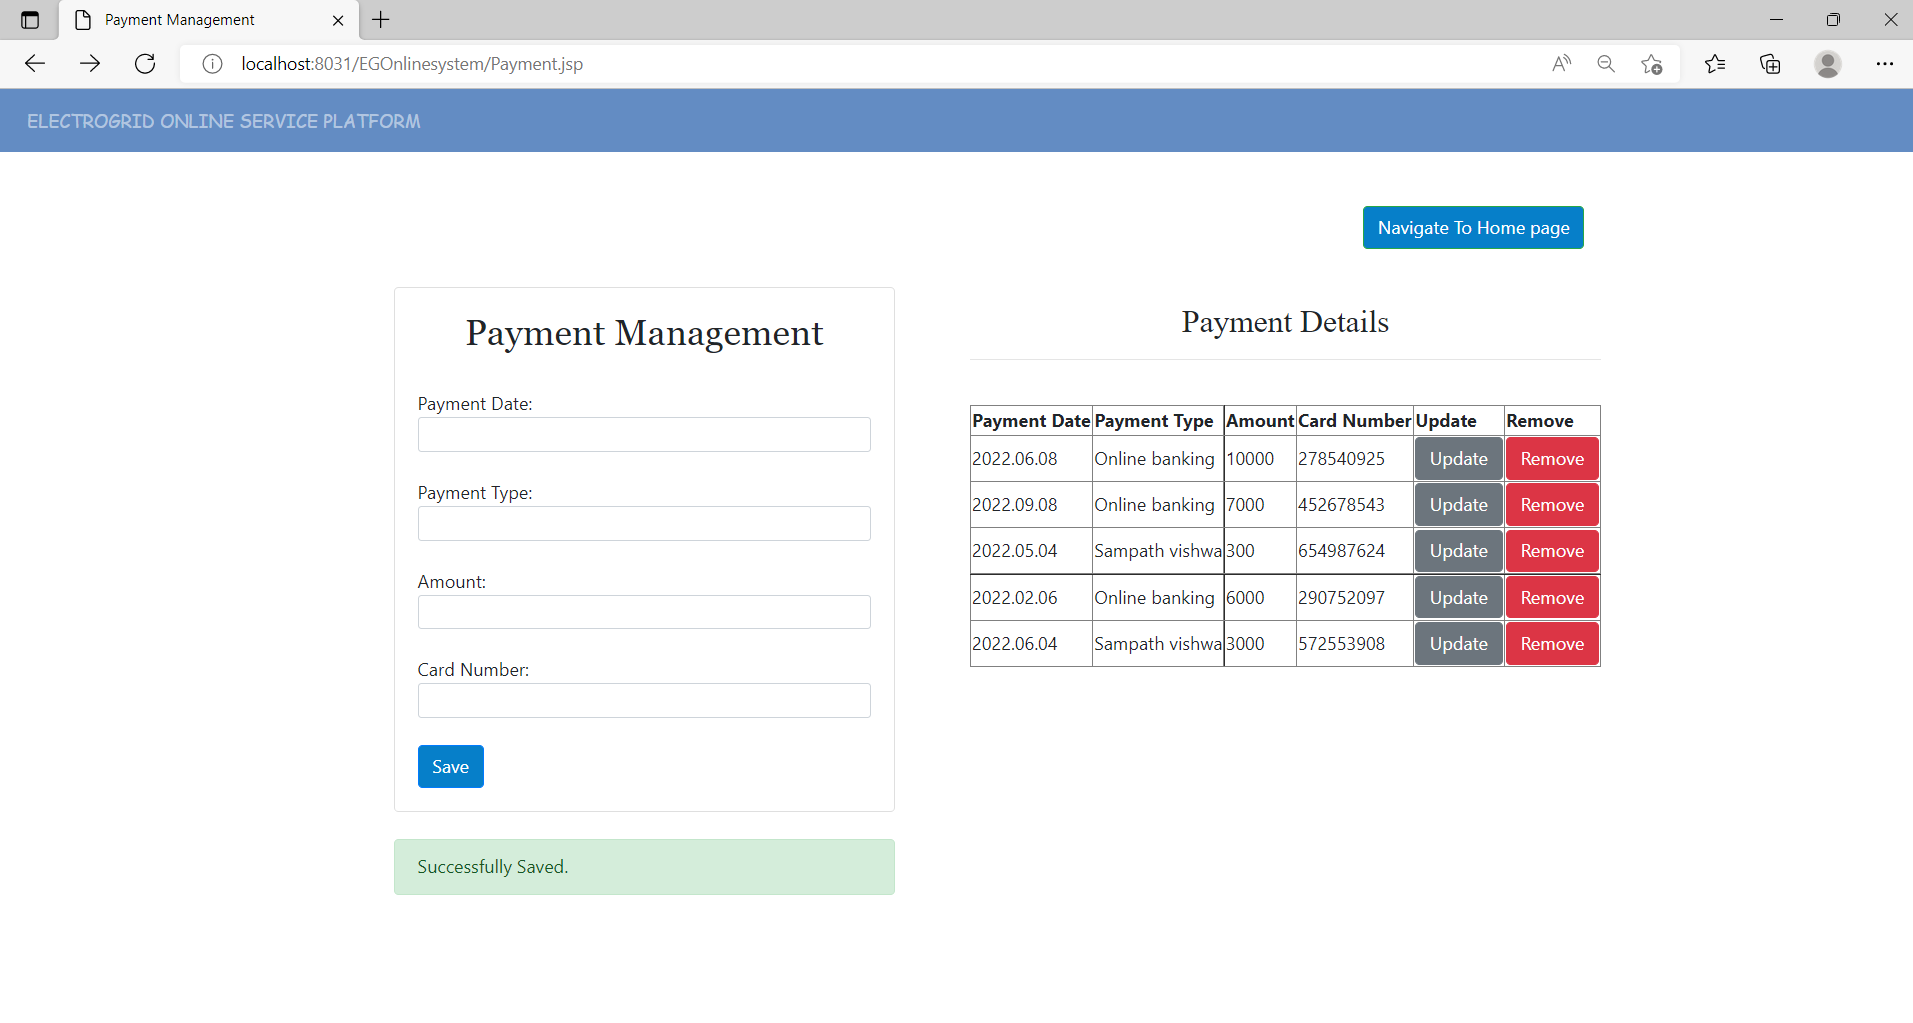 Payment Management
localhost:8031/EGOnlinesystem/Payment.jsp
ELECTROGRID ONLINE SERVICE PLATFORM
Navigate To Home page
Payment Management
Payment Date:
Payment Type:
Amount:
Card Number:
Save
Successfully Saved.
Payment Details
Payment Date Payment Type Amount Card Number Update Remove
2022.06.08 Online banking 10000 278540925 Update Remove
2022.09.08 Online banking 7000 452678543 Update Remove
2022.05.04 Sampath vishwa 300 654987624 Update Remove
2022.02.06 Online banking 6000 290752097 Update Remove
2022.06.04 Sampath vishwa 3000 572553908 Update Remove